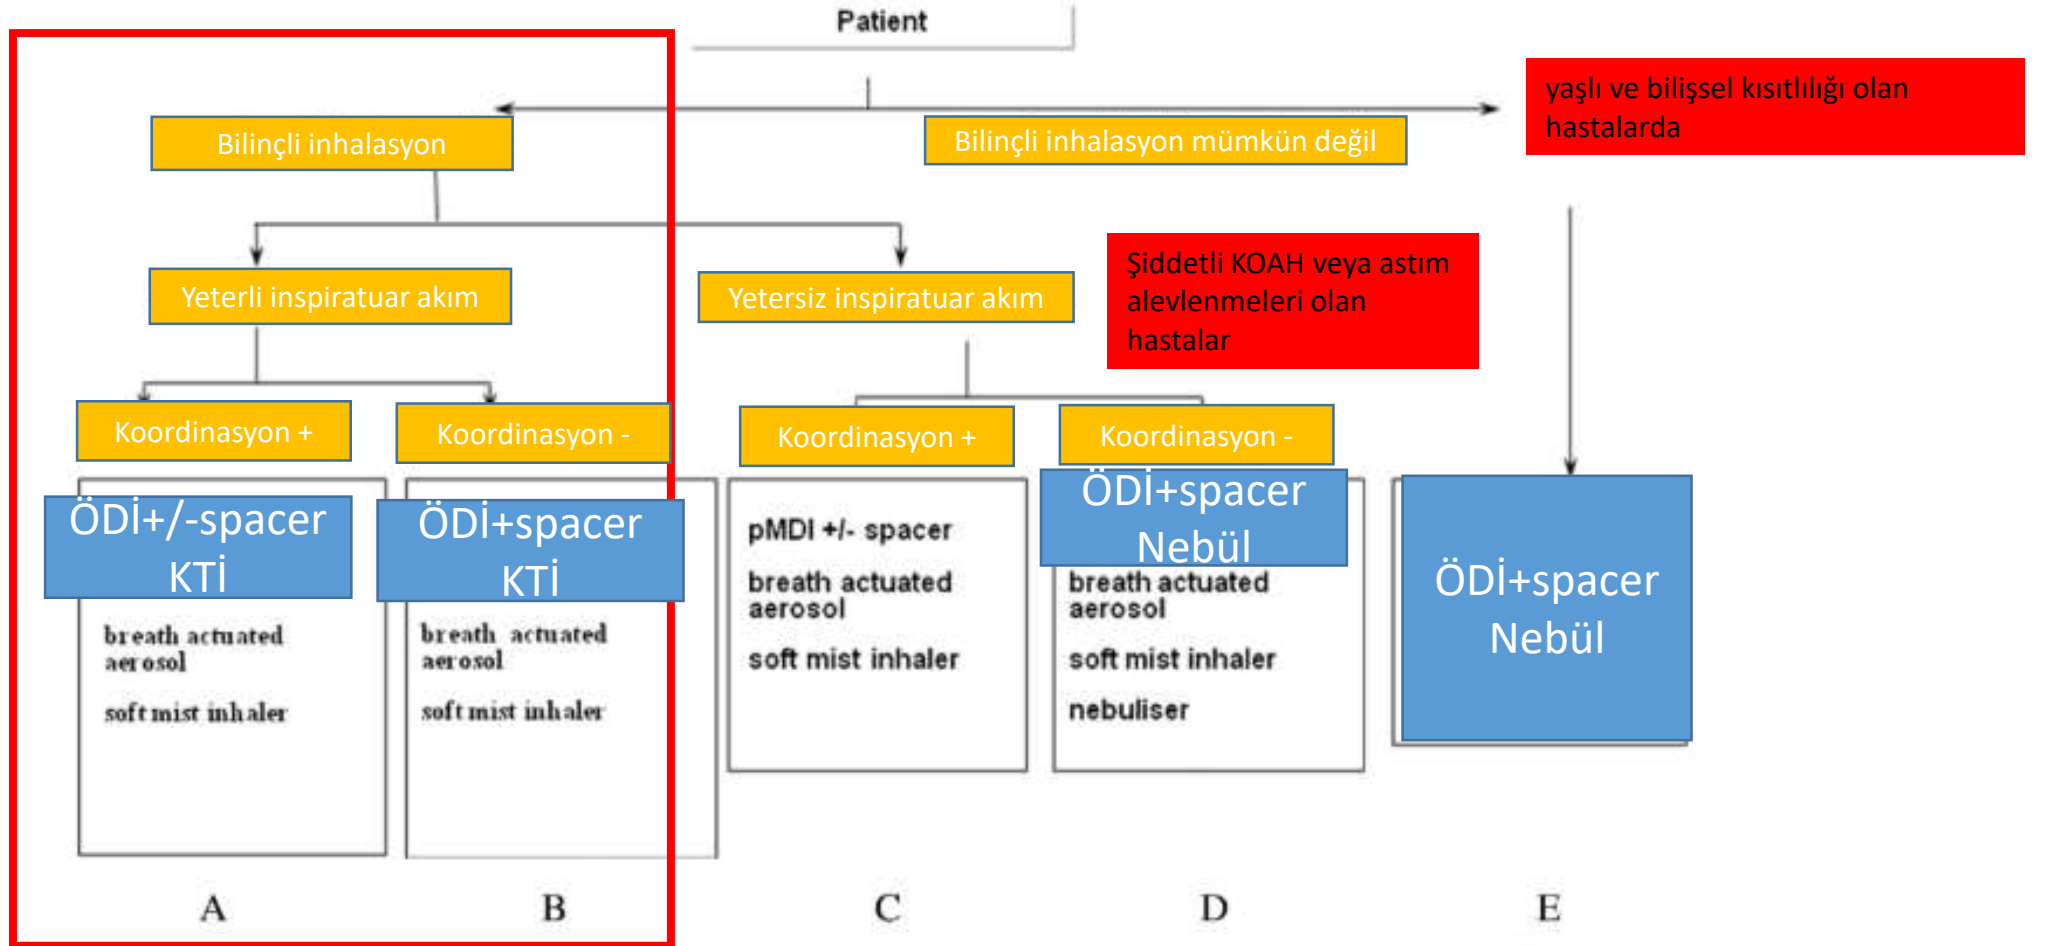 Patient
yaşlı ve bilişsel kısıtlılığı olan
hastalarda
Bilinçli inhalasyon
Bilinçli inhalasyon mümkün değil
Yeterli inspiratuar akım
Yetersiz inspiratuar akım
Şiddetli KOAH veya astım
alevlenmeleri olan
hastalar
Koordinasyon +
Koordinasyon -
Koordinasyon +
Koordinasyon -
ÖDİ+/-spacer
KTİ
breath actuated
aerosol
soft mist inhaler
ÖDİ+spacer
KTİ
breath actuated
aerosol
soft mist inhaler
pMDI +/- spacer
breath actuated
aerosol
soft mist inhaler
ÖDİ+spacer
Nebül
breath actuated
aerosol
soft mist inhaler
nebuliser
ÖDİ+spacer
Nebül
A
B
C
D
E